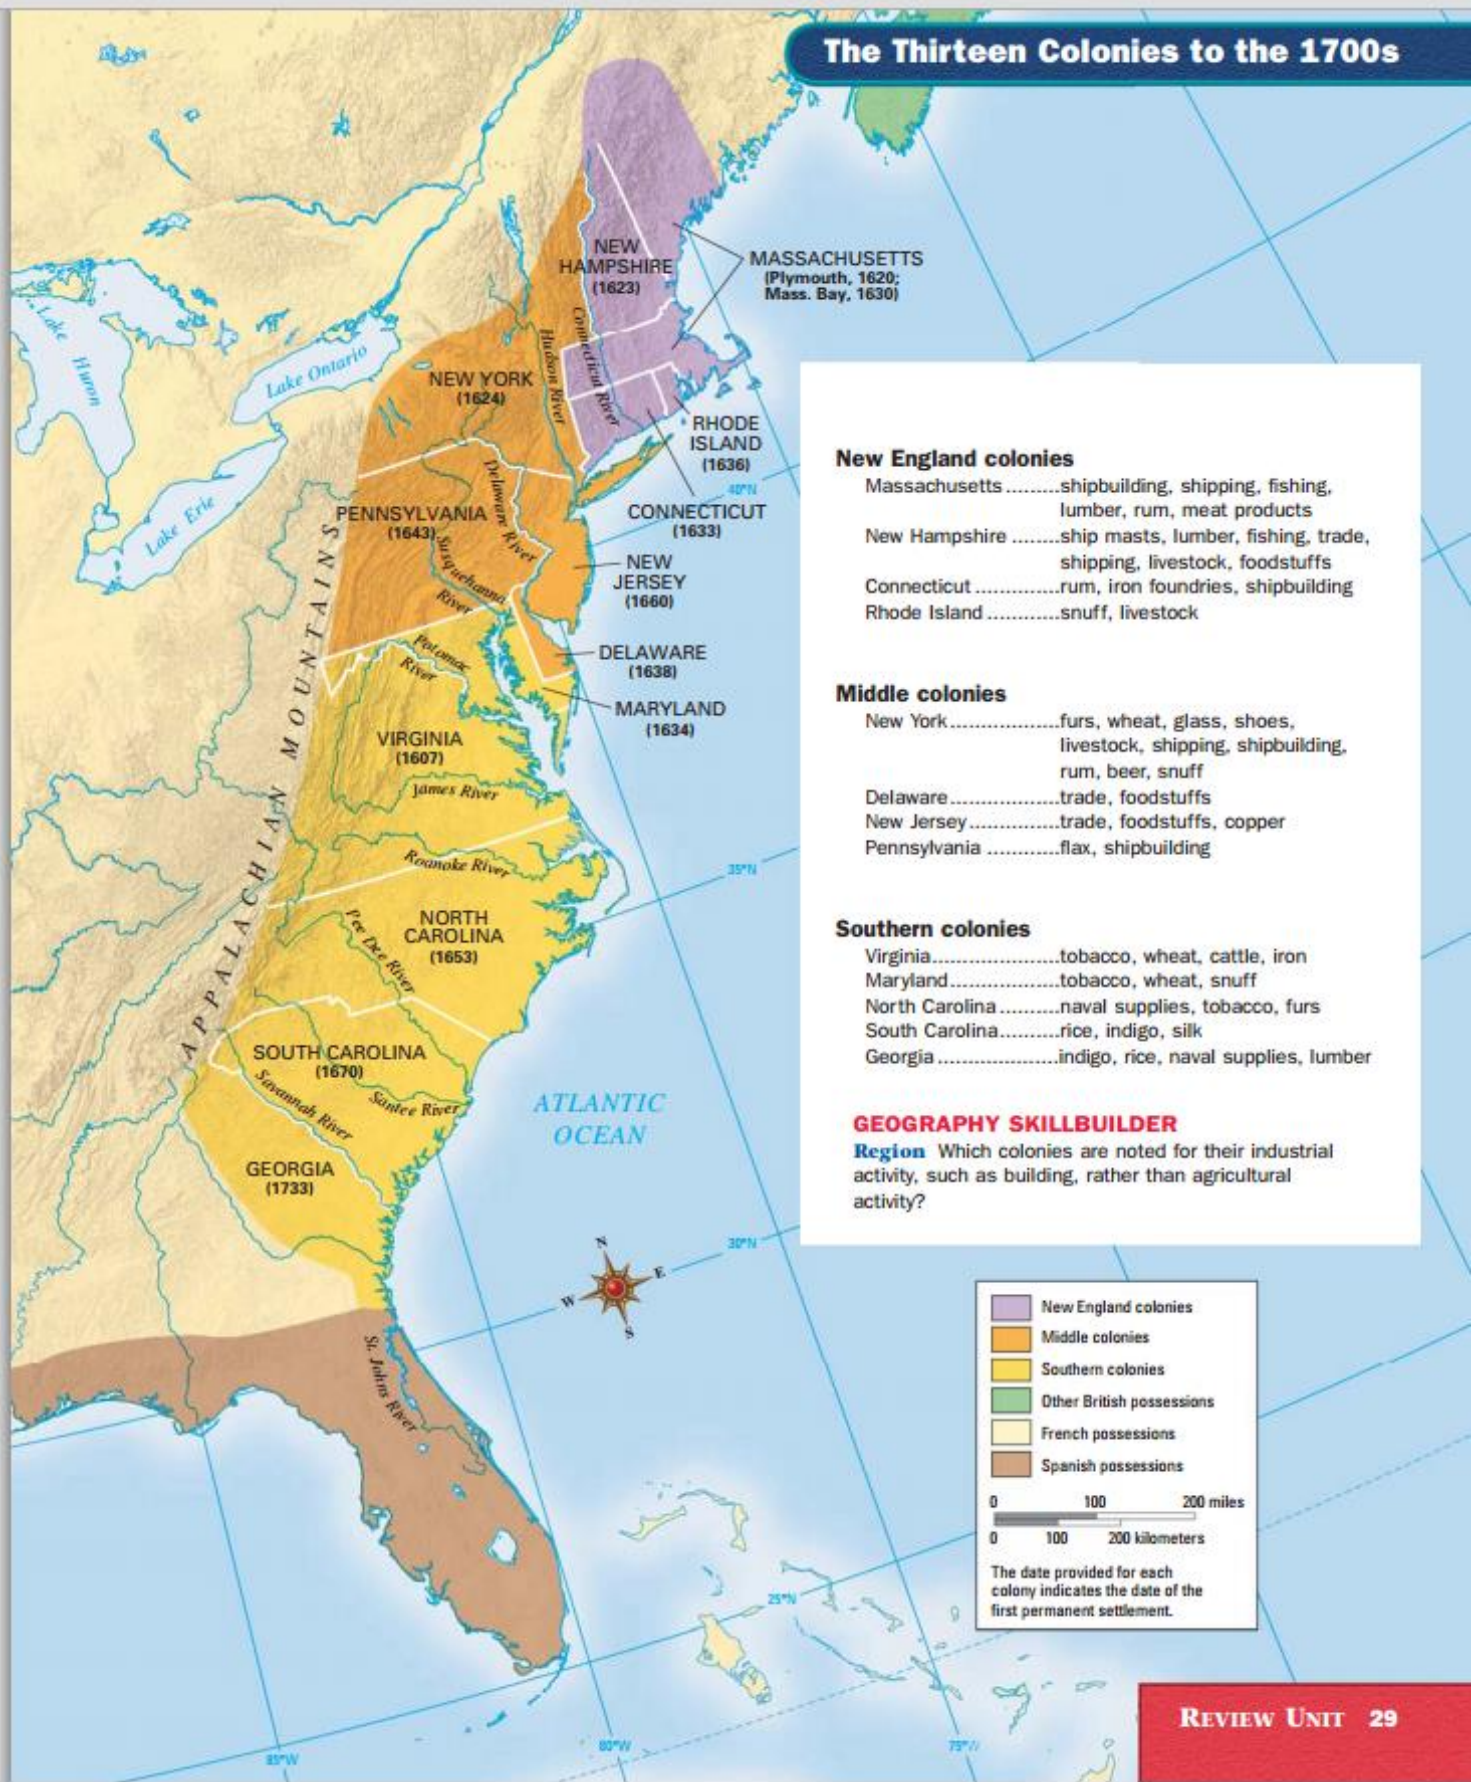 The Thirteen Colonies to the 1700s
NEW
HAMPSHIRE
(1623)
MASSACHUSETTS
(Plymouth, 1620;
Mass. Bay, 1630)
Lake Huron
Lake Ontario
Lake Erie
Hudson River
Connecticut River
NEW YORK
(1624)
RHODE
ISLAND
(1636)
40°N
CONNECTICUT
(1633)
PENNSYLVANIA
(1643)
Delaware River
Susquehanna
River
NEW
JERSEY
(1660)
DELAWARE
(1638)
MARYLAND
(1634)
Potomac
River
APPALACHIAN MOUNTAINS
VIRGINIA
(1607)
James River
Roanoke River
35°N
NORTH
CAROLINA
(1653)
Pee Dee River
SOUTH CAROLINA
(1670)
Santee River
Savannah River
GEORGIA
(1733)
ATLANTIC
OCEAN
30°N
N
E
W
S
St. Johns River
25°N
85°W
80°W
75°W
New England colonies
Massachusetts.........shipbuilding, shipping, fishing,
lumber, rum, meat products
New Hampshire ........ship masts, lumber, fishing, trade,
shipping, livestock, foodstuffs
Connecticut ..............rum, iron foundries, shipbuilding
Rhode Island ............snuff, livestock
Middle colonies
New York..................furs, wheat, glass, shoes,
livestock, shipping, shipbuilding,
rum, beer, snuff
Delaware..................trade, foodstuffs
New Jersey...............trade, foodstuffs, copper
Pennsylvania ............flax, shipbuilding
Southern colonies
Virginia.....................tobacco, wheat, cattle, iron
Maryland..................tobacco, wheat, snuff
North Carolina ..........naval supplies, tobacco, furs
South Carolina..........rice, indigo, silk
Georgia ....................indigo, rice, naval supplies, lumber
GEOGRAPHY SKILLBUILDER
Region Which colonies are noted for their industrial
activity, such as building, rather than agricultural
activity?
New England colonies
Middle colonies
Southern colonies
Other British possessions
French possessions
Spanish possessions
0 100 200 miles
0 100 200 kilometers
The date provided for each
colony indicates the date of the
first permanent settlement.
REVIEW UNIT 29